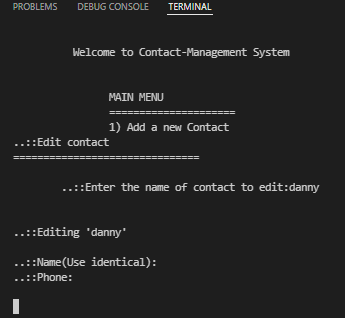 PROBLEMS DEBUG CONSOLE TERMINAL
Welcome to Contact-Management System
MAIN MENU
=====================
1) Add a new Contact
..::Edit contact
===============================
..::Enter the name of contact to edit:danny
..::Editing 'danny'
..::Name(Use identical):
..::Phone: